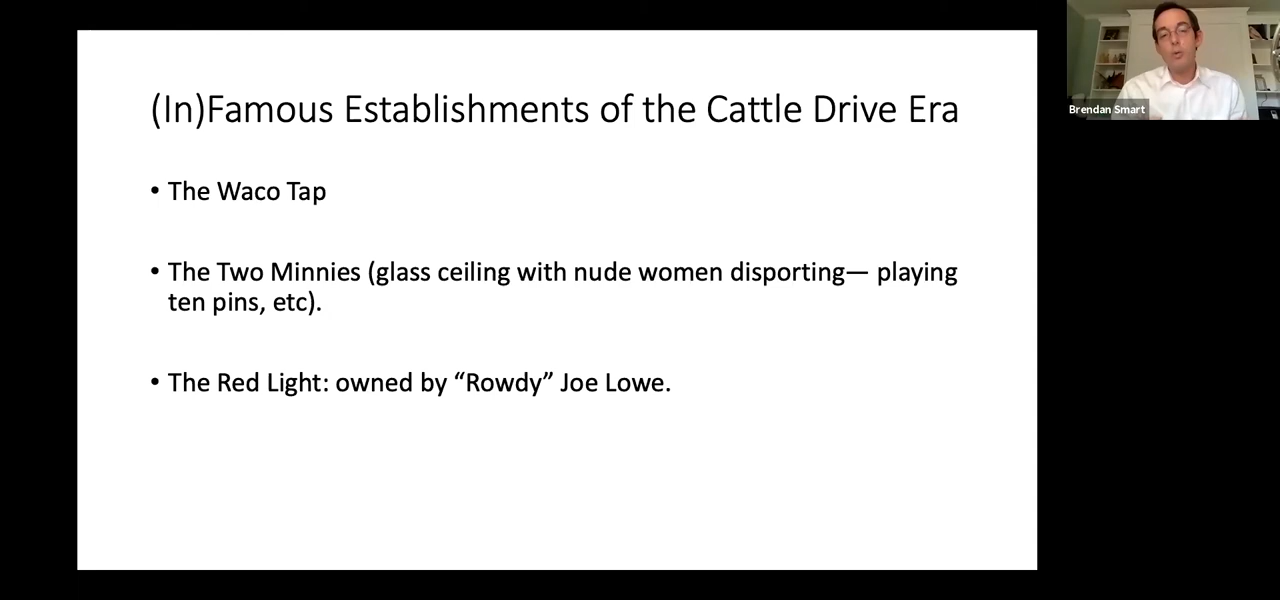 (In)Famous Establishments of the Cattle Drive Era
Brendan Smart
• The Waco Tap
• The Two Minnies (glass ceiling with nude women disporting— playing
ten pins, etc).
• The Red Light: owned by “Rowdy” Joe Lowe.